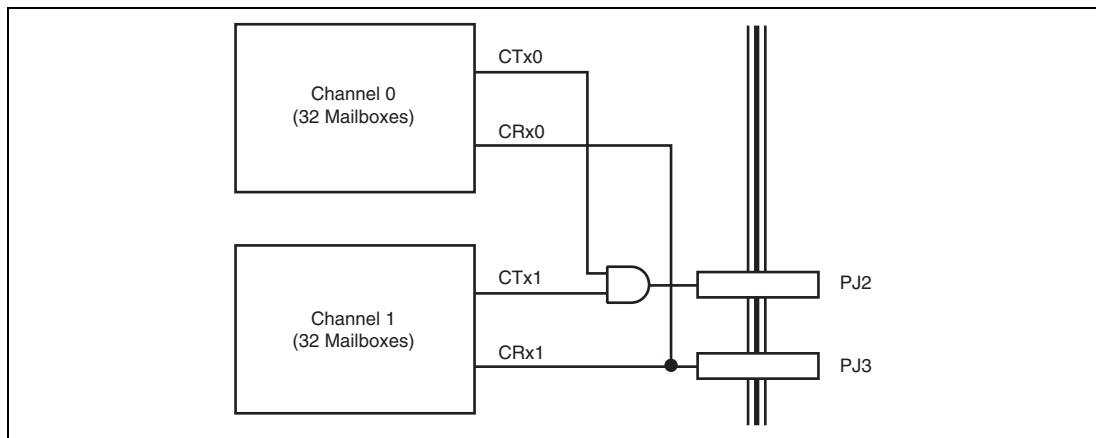 CTx0
Channel 0
(32 Mailboxes)
CRx0
CTx1
PJ2
Channel 1
(32 Mailboxes)
CRx1
PJ3